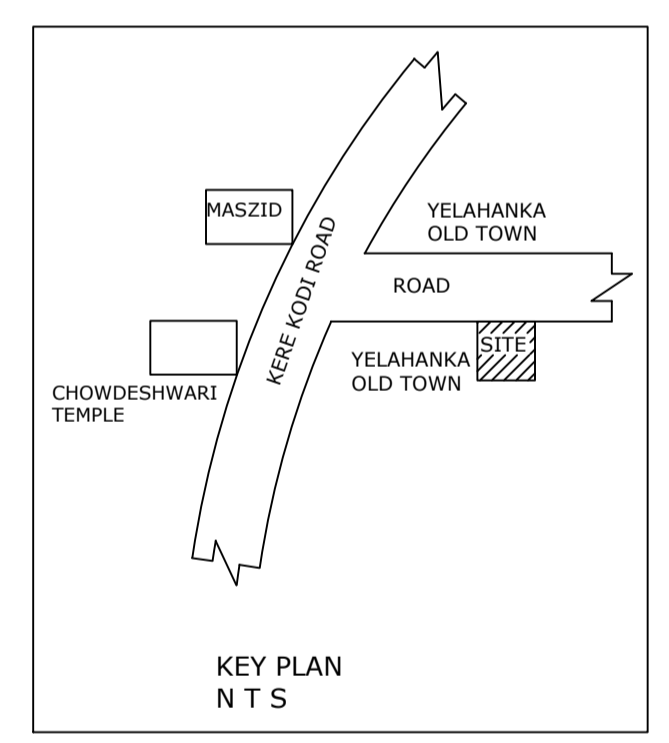 MASZID
YELAHANKA
OLD TOWN
KERE KODI ROAD
ROAD
SITE
YELAHANKA
OLD TOWN
CHOWDESHWARI
TEMPLE
KEY PLAN
N T S